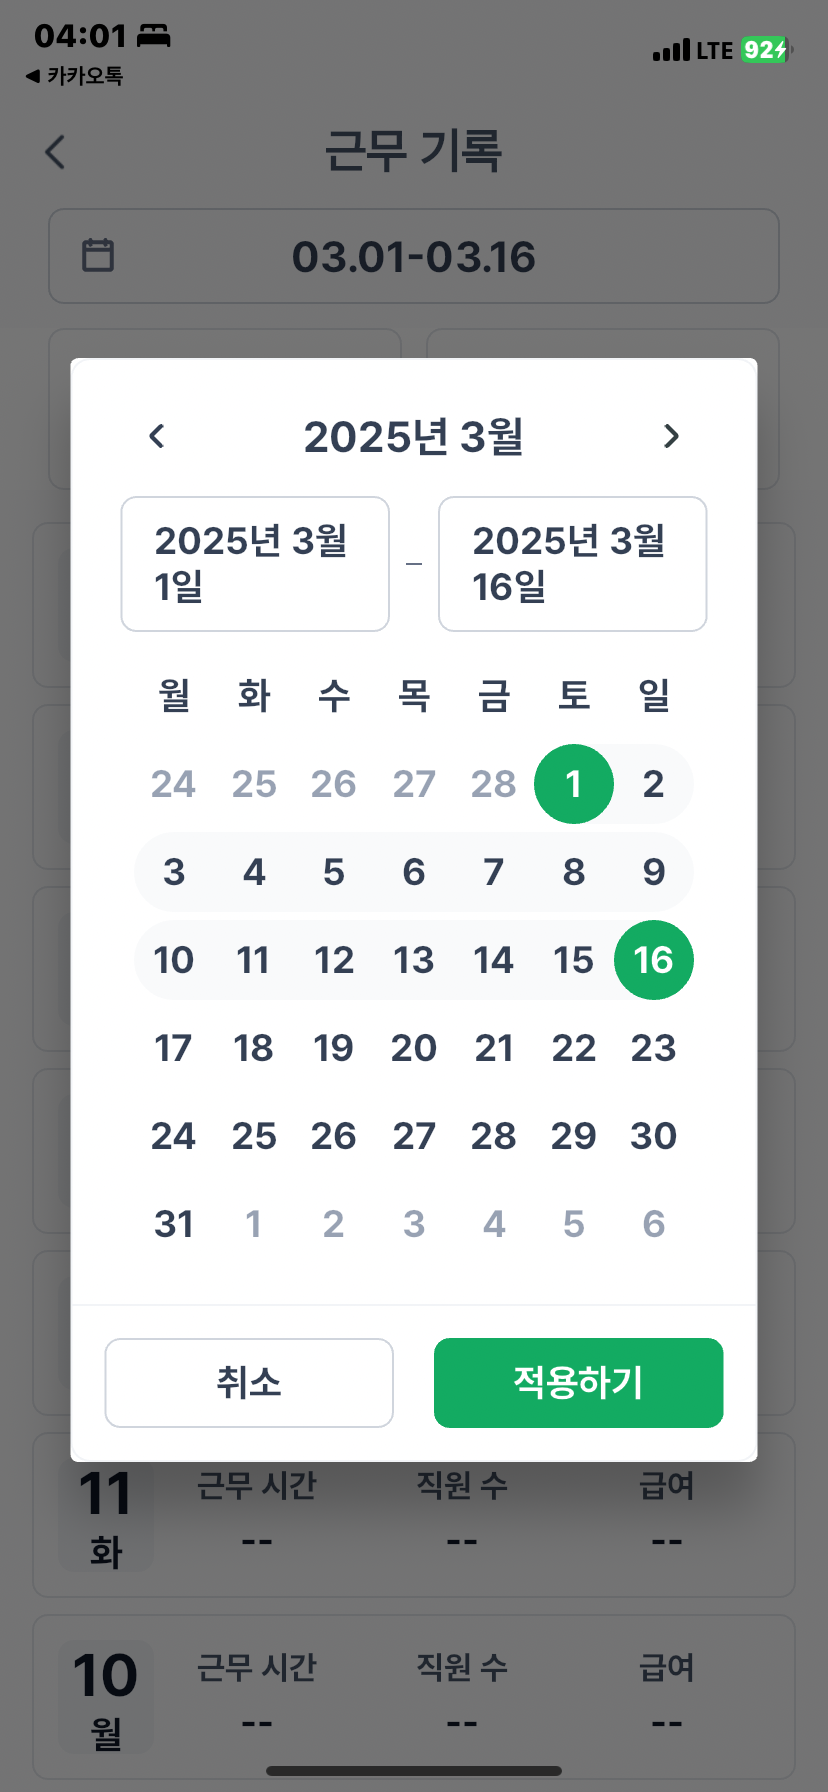 04:01
LTE 92
◀ 카카오톡
근무 기록
03.01-03.16
2025년 3월
2025년 3월
1일
–
2025년 3월
16일
월 화 수 목 금 토 일
24 25 26 27 28 1 2
3 4 5 6 7 8 9
10 11 12 13 14 15 16
17 18 19 20 21 22 23
24 25 26 27 28 29 30
31 1 2 3 4 5 6
취소 적용하기
11 근무 시간 직원 수 급여
화 -- -- --
10 근무 시간 직원 수 급여
월 -- -- --